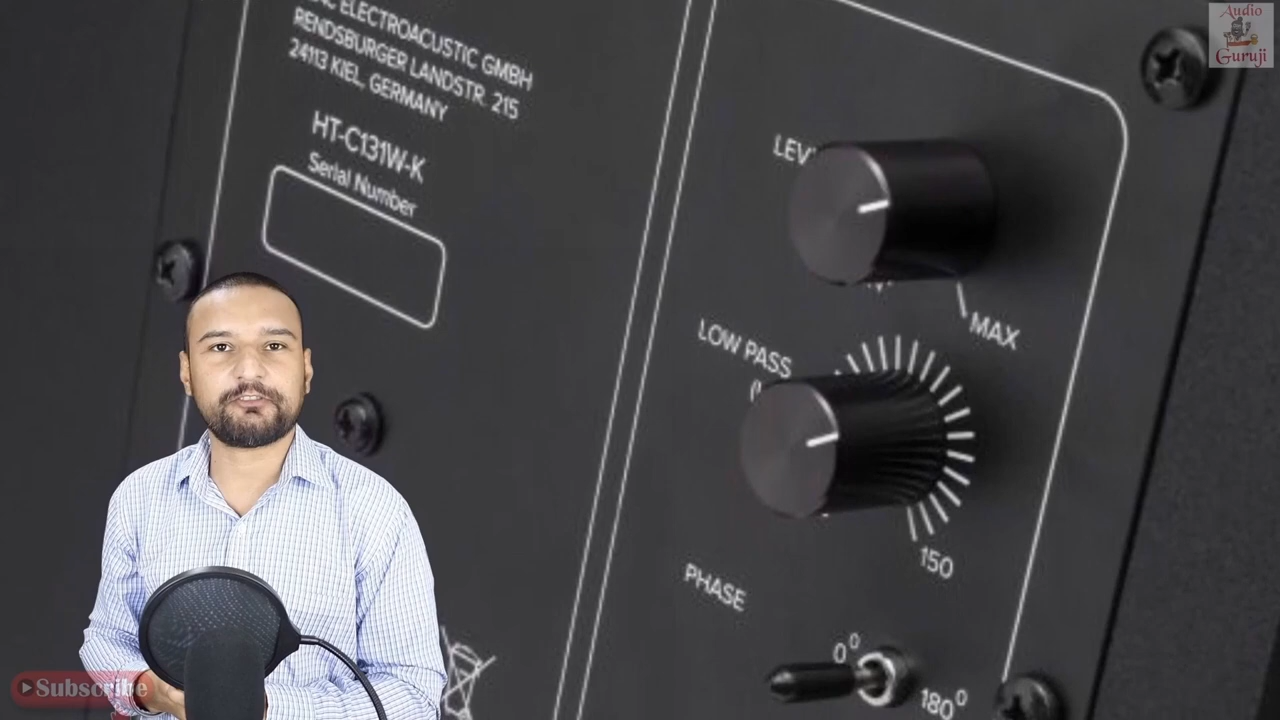 ELECTROACUSTIC GMBH
RENDSBURGER LANDSTR. 215
24113 KIEL, GERMANY
HT-C131W-K
Serial Number
LEV
MAX
LOW PASS
150
PHASE
0°
180°
Audio
Guruji
Subscribe